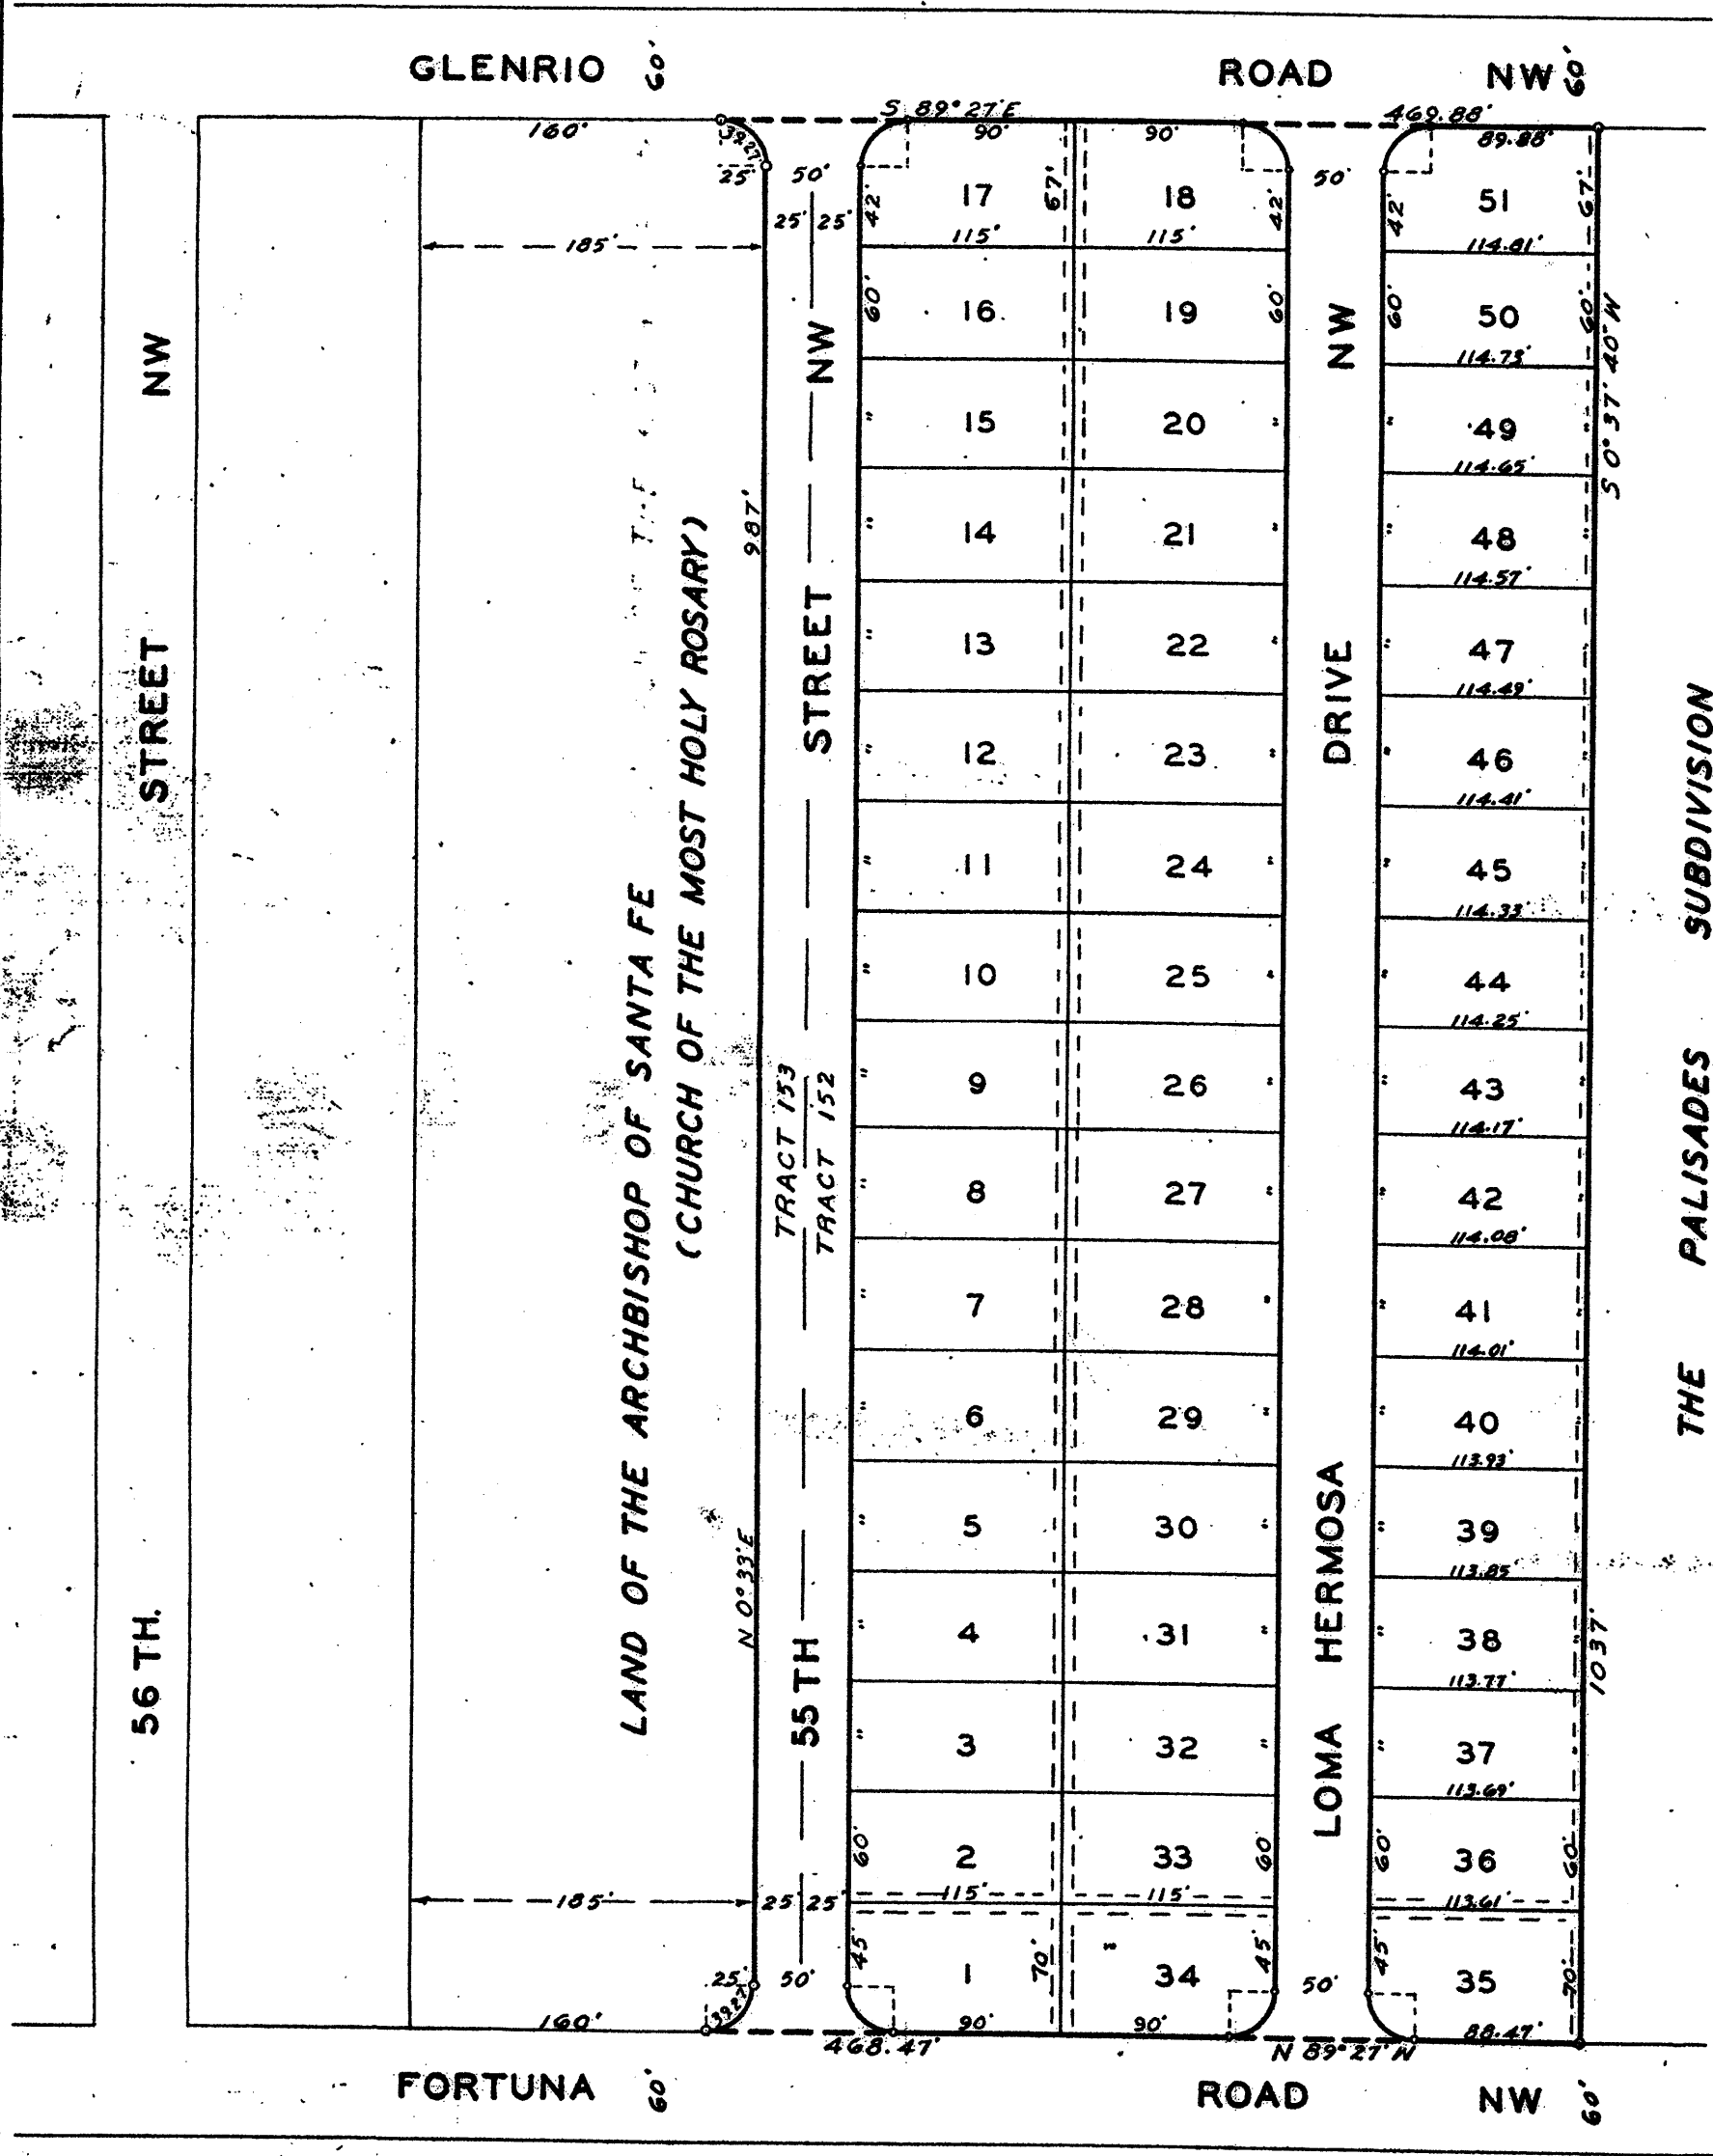 GLENRIO 60' ROAD NW 60'
S 89° 27' E 469.88'
160' 39.27' 90' 90' 89.88'
25' 50' 50'
17 18 51
42' 67' 42' 42' 67'
25' 25'
185' 115' 115' 114.81'
16 19 50
60' 60' 60' 60'
114.73'
S 0° 37' 40" W
15 20 49
" " " "
114.65'
14 21 48
" " " "
114.57'
987'
13 22 47
" " " "
114.49'
12 23 46
" " " "
114.41'
11 24 45
" " " "
114.33'
10 25 44
" " " "
114.25'
9 26 43
" " " "
114.17'
8 27 42
" " " "
114.08'
7 28 41
" " " "
114.01'
6 29 40
" " " "
113.93'
5 30 39
" " " "
113.85'
N 0° 33' E
4 31 38
" " " "
113.77'
1037'
3 32 37
" " " "
113.69'
2 33 36
60' 60' 60' 60'
185' 25' 25' 115' 115' 113.61'
1 34 35
45' 70' 45' 45' 70'
25' 50' 50'
39.27'
160' 90' 90' 88.47'
468.47' N 89° 27' W
FORTUNA 60' ROAD NW 60'
56 TH. STREET NW
LAND OF THE ARCHBISHOP OF SANTA FE
(CHURCH OF THE MOST HOLY ROSARY)
55TH STREET NW
TRACT 153
TRACT 152
LOMA HERMOSA DRIVE NW
THE PALISADES SUBDIVISION